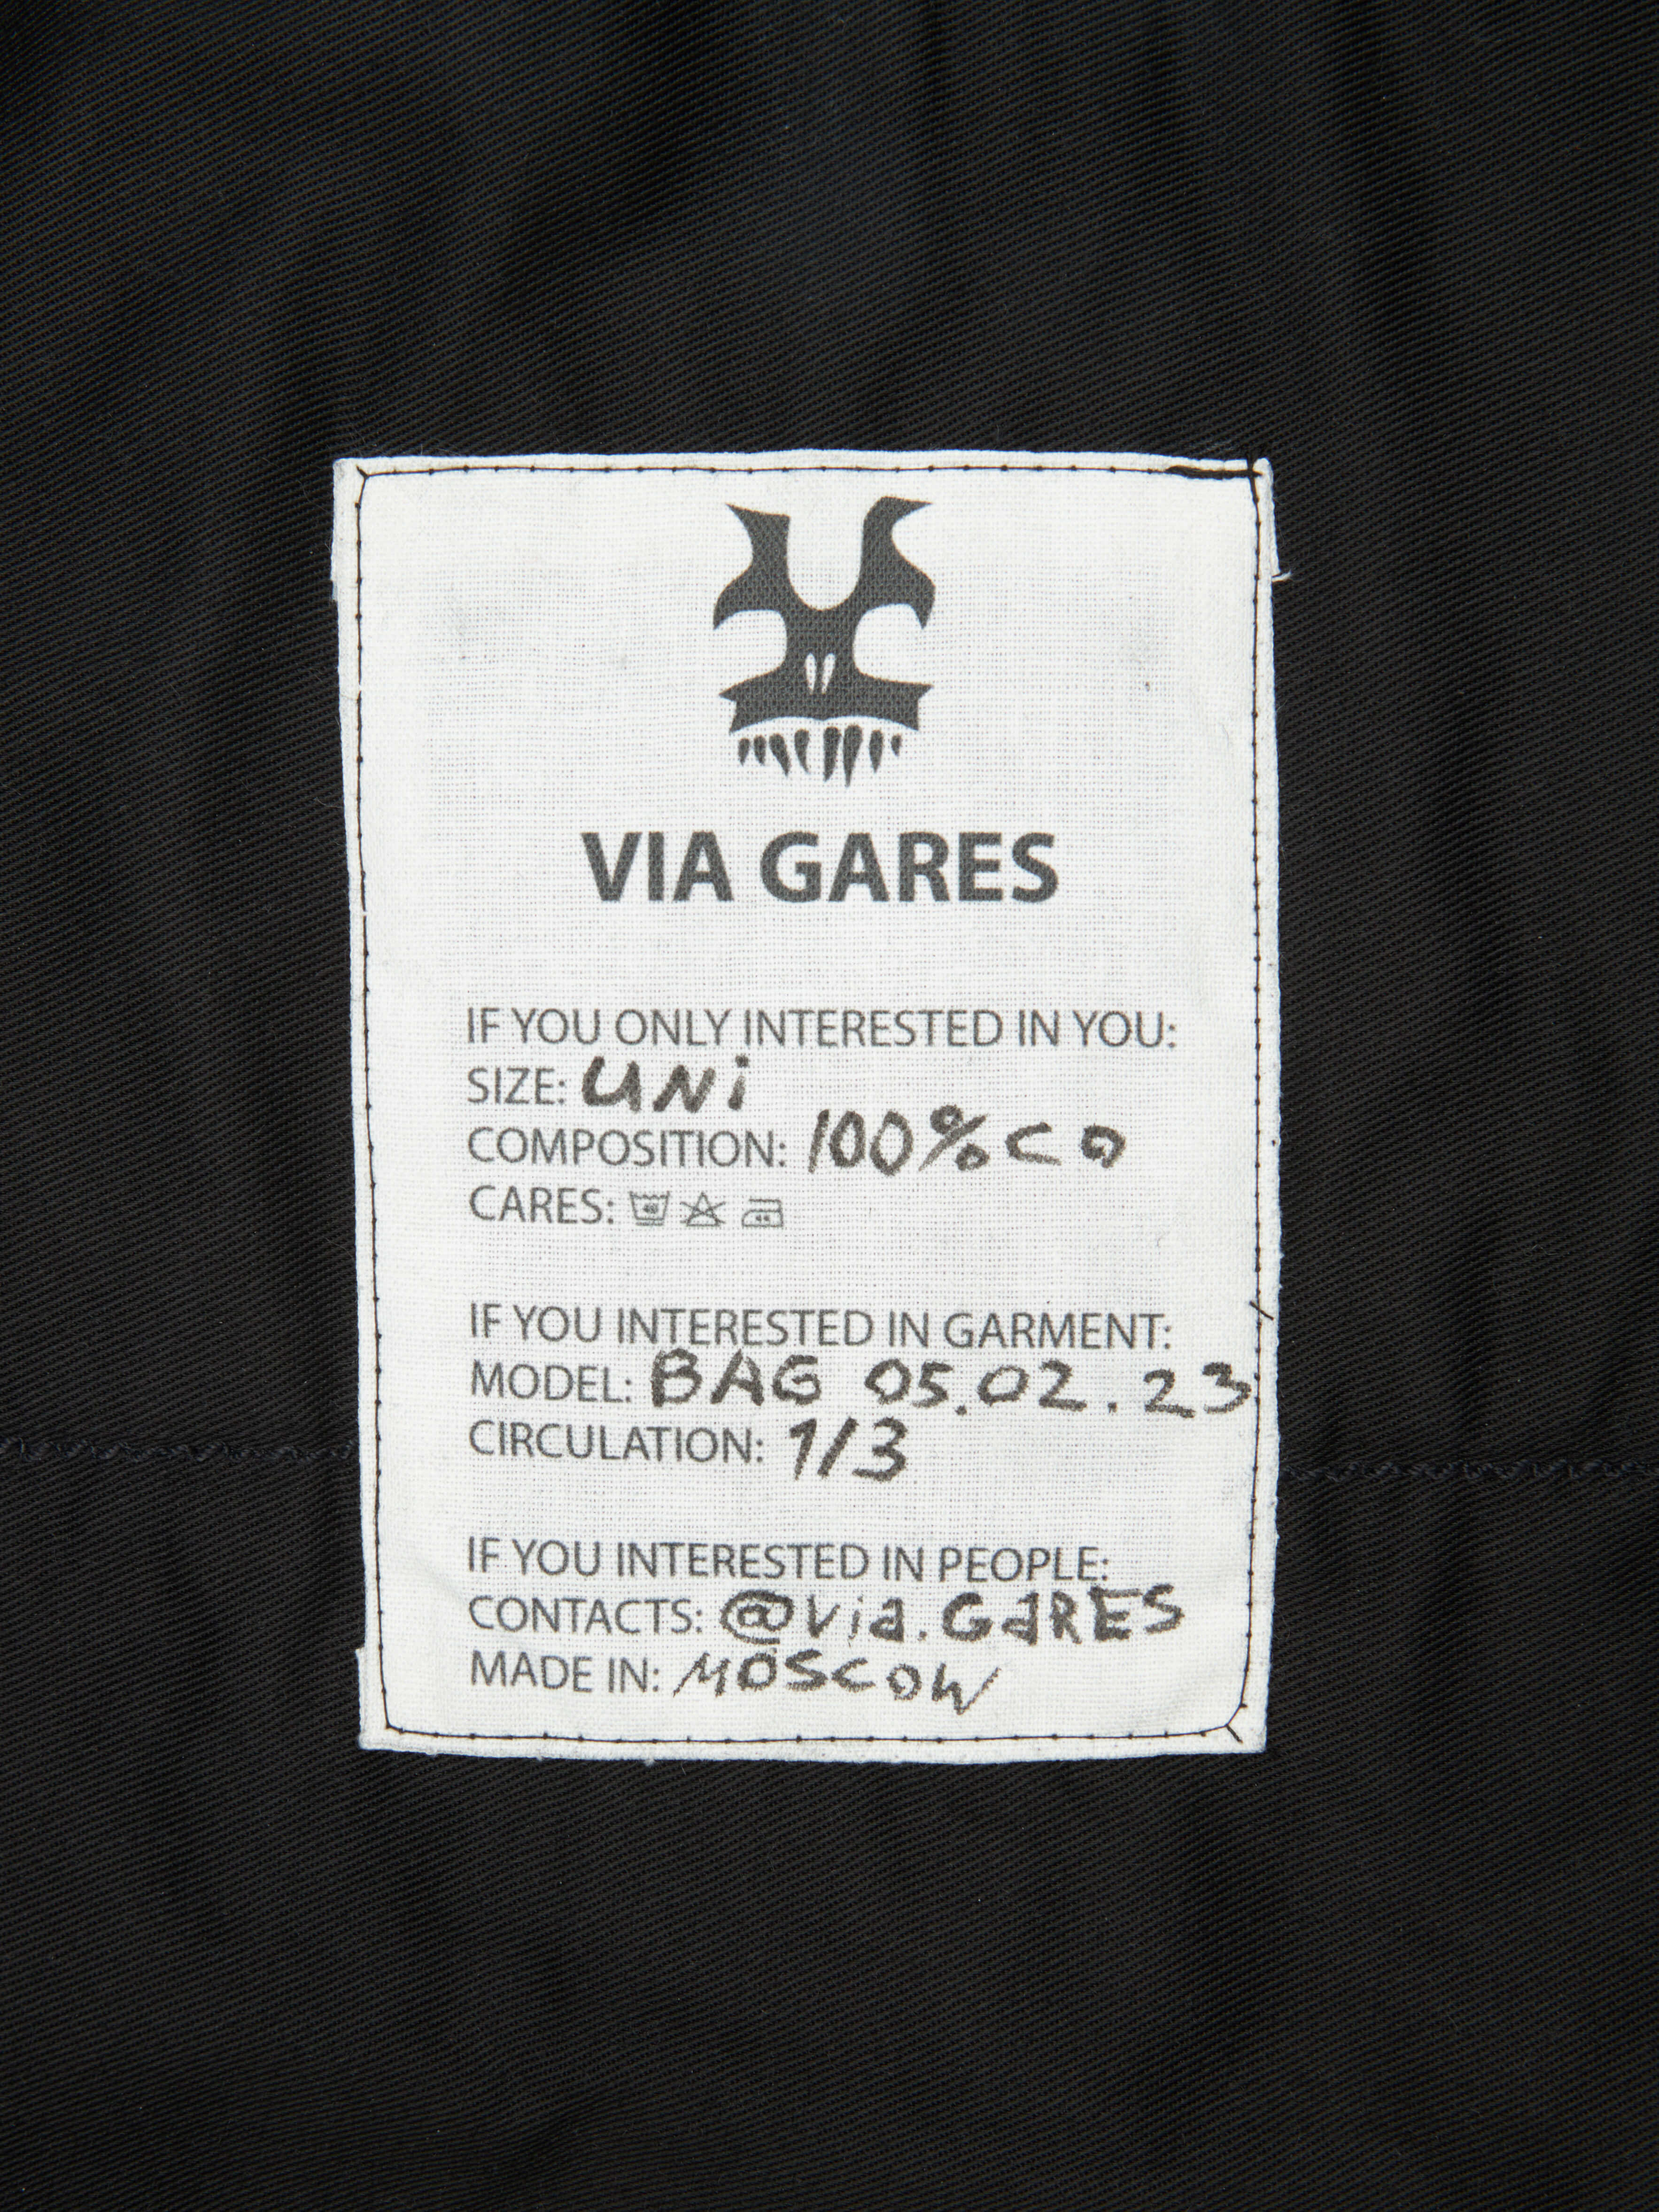 VIA GARES
IF YOU ONLY INTERESTED IN YOU:
SIZE: UNi
COMPOSITION: 100% CO
CARES: 40
IF YOU INTERESTED IN GARMENT:
MODEL: BAG 05.02.23
CIRCULATION: 1/3
IF YOU INTERESTED IN PEOPLE:
CONTACTS: @via.GaRES
MADE IN: MOSCOW